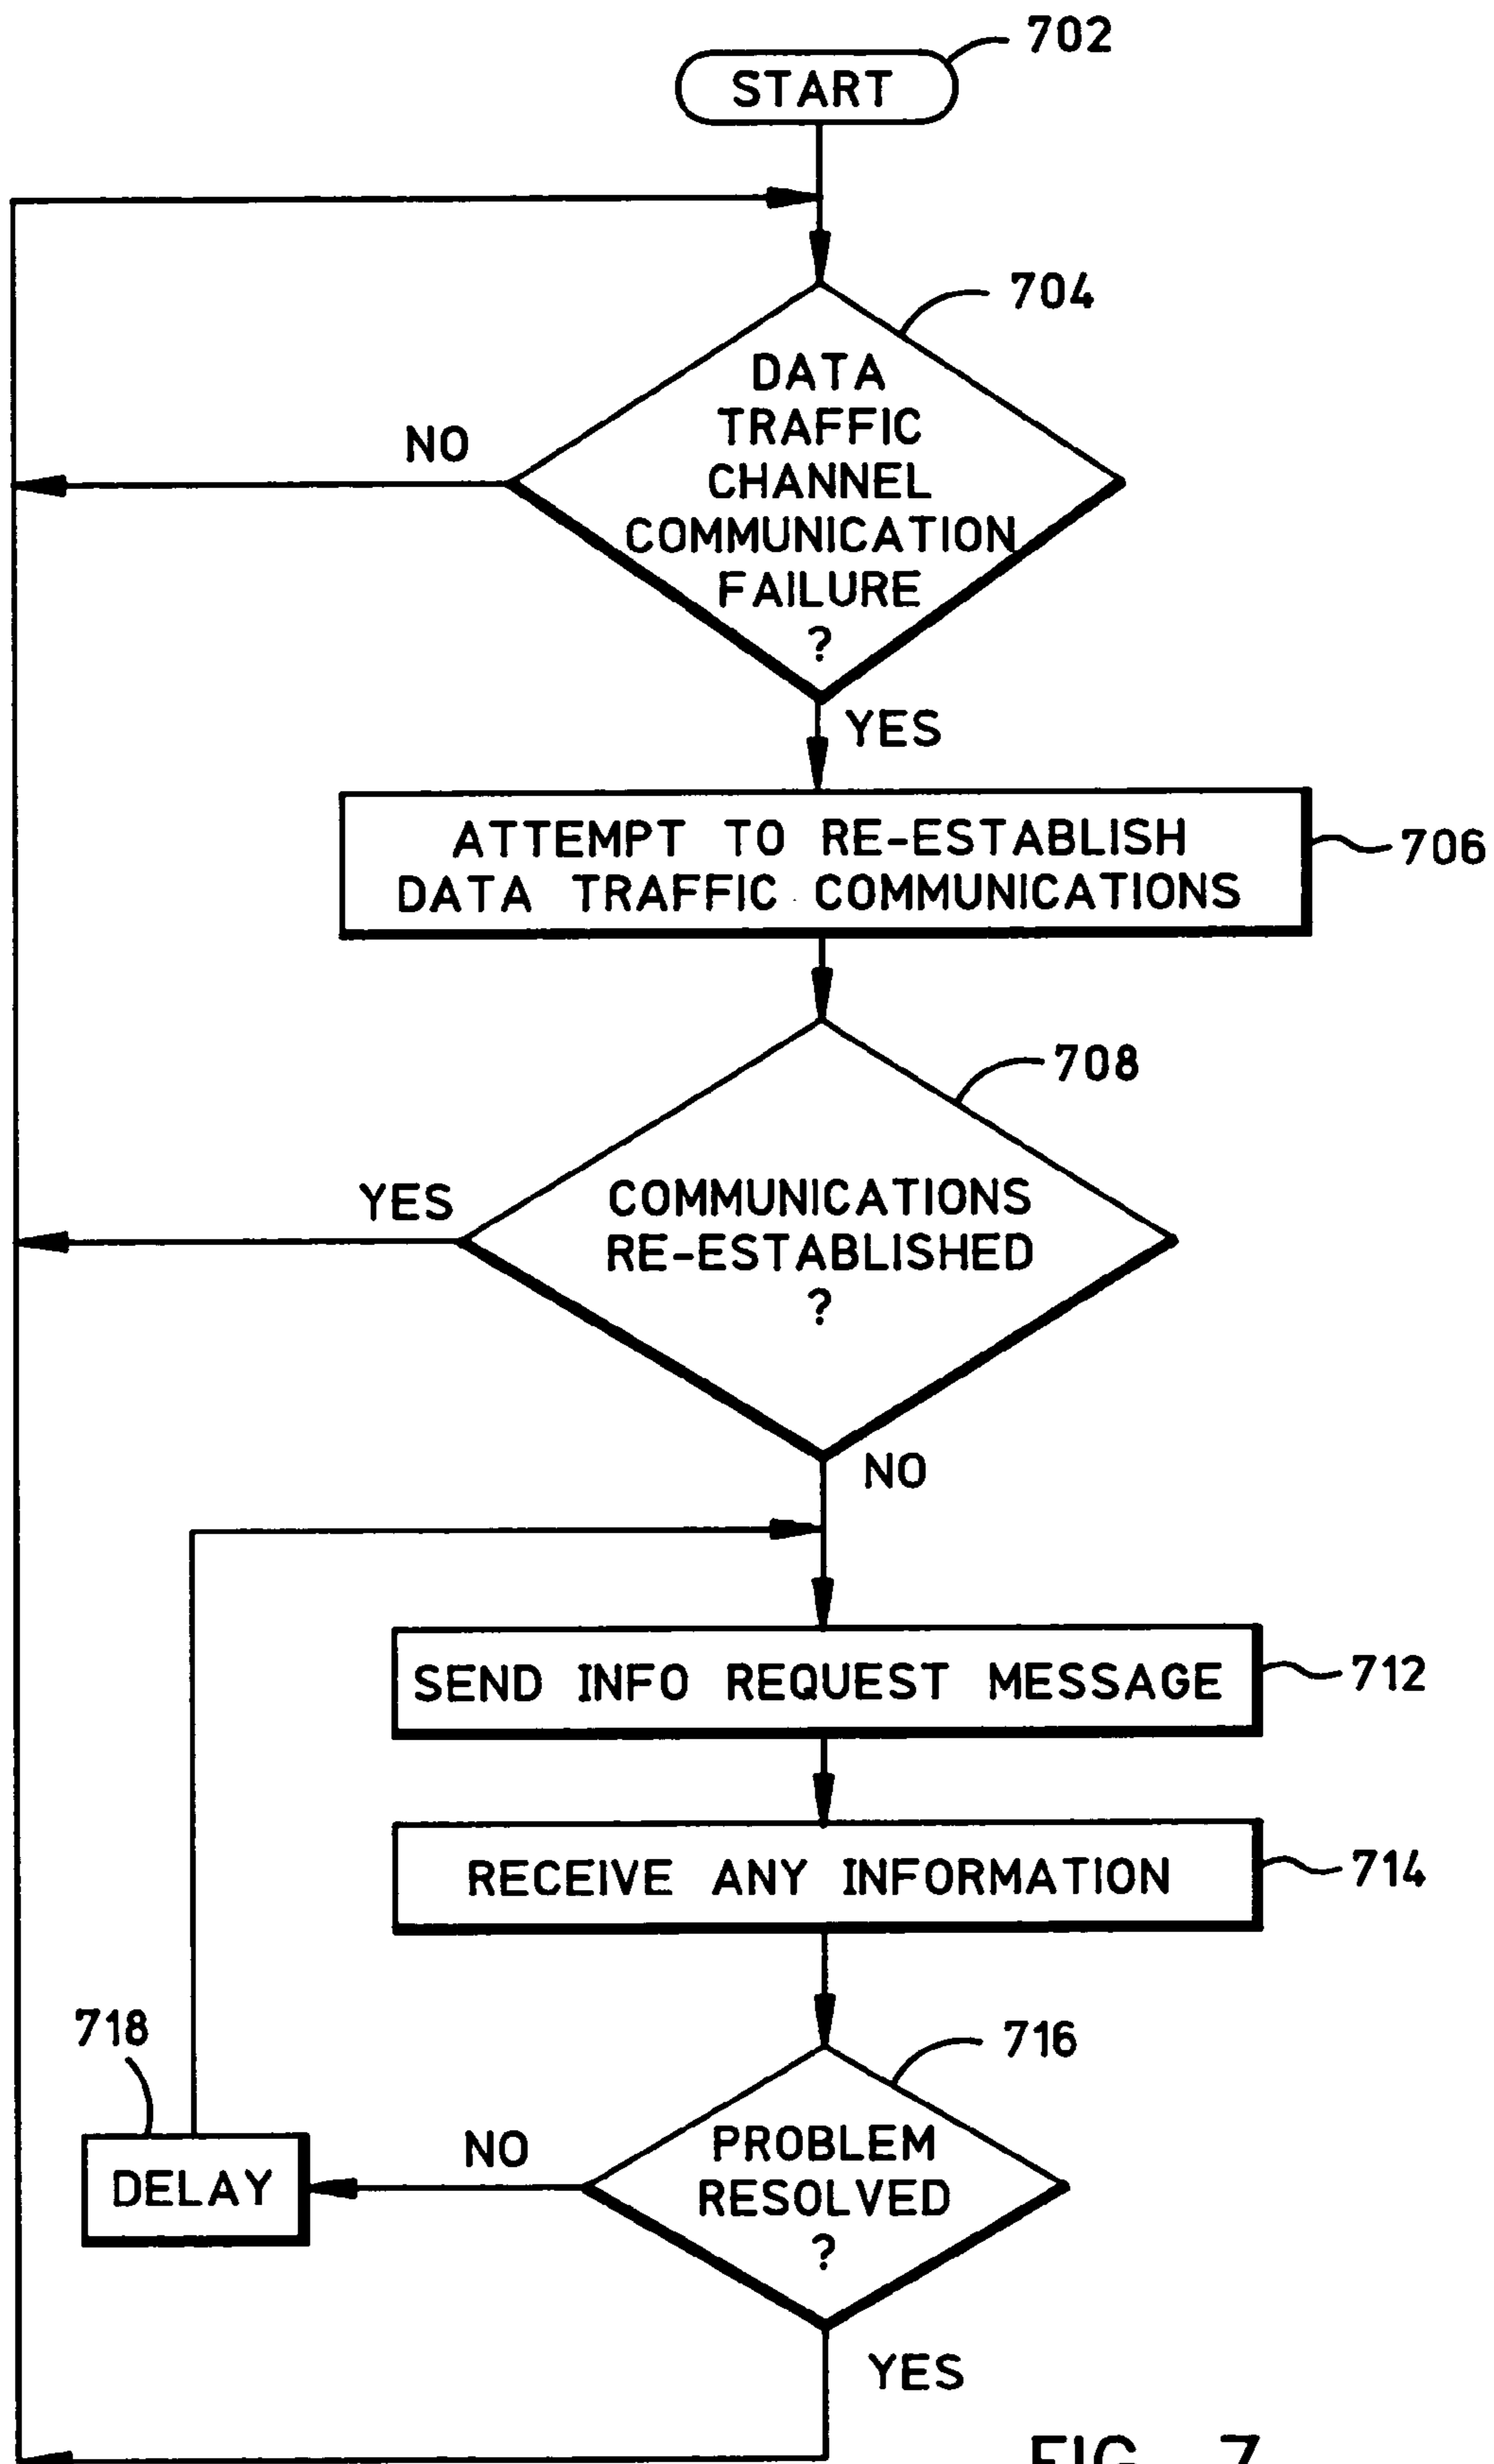 702
START
704
DATA
TRAFFIC
CHANNEL
COMMUNICATION
FAILURE
?
NO
YES
ATTEMPT TO RE-ESTABLISH
DATA TRAFFIC COMMUNICATIONS
706
708
COMMUNICATIONS
RE-ESTABLISHED
?
YES
NO
SEND INFO REQUEST MESSAGE
712
RECEIVE ANY INFORMATION
714
718
716
DELAY
NO
PROBLEM
RESOLVED
?
YES
FIG. 7